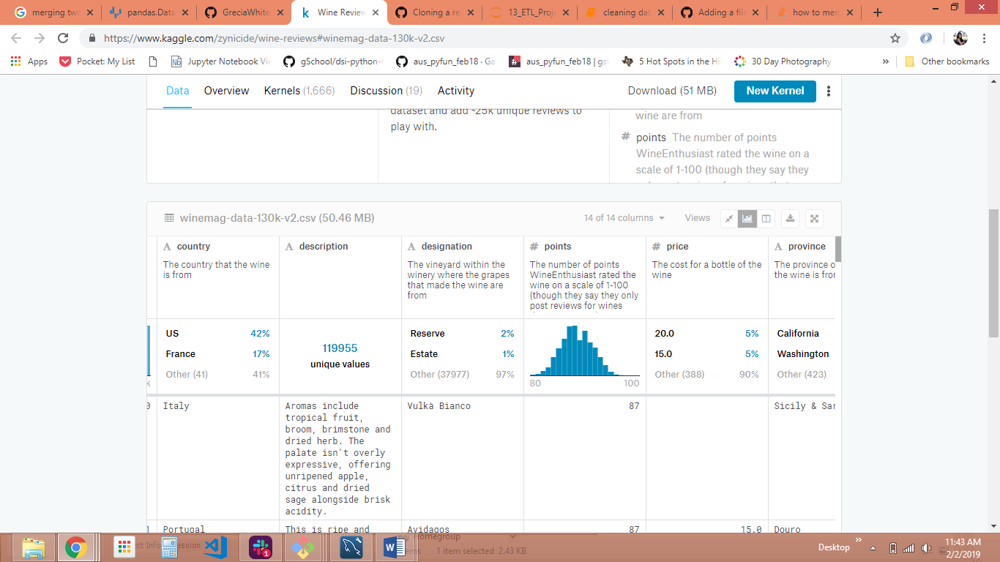 merging two
pandas.Data
GreciaWhite
Wine Review
Cloning a re
13_ETL_Proje
cleaning dat
Adding a file
how to merg
https://www.kaggle.com/zynicide/wine-reviews#winemag-data-130k-v2.csv
Apps
Pocket: My List
Jupyter Notebook Vie
gSchool/dsi-python-f
aus_pyfun_feb18 · Ga
aus_pyfun_feb18 | gst
5 Hot Spots in the Hil
30 Day Photography
»
Other bookmarks
Data
Overview
Kernels (1,666)
Discussion (19)
Activity
Download (51 MB)
New Kernel
dataset and add ~25k unique reviews to
play with.
wine are from
# points The number of points
WineEnthusiast rated the wine on a
scale of 1-100 (though they say they
winemag-data-130k-v2.csv (50.46 MB)
14 of 14 columns
Views
A country
The country that the wine
is from
A description
A designation
The vineyard within the
winery where the grapes
that made the wine are
from
# points
The number of points
WineEnthusiast rated the
wine on a scale of 1-100
(though they say they only
post reviews for wines
# price
The cost for a bottle of the
wine
A province
The province o
the wine is from
US 42%
France 17%
Other (41) 41%
119955
unique values
Reserve 2%
Estate 1%
Other (37977) 97%
80 100
20.0 5%
15.0 5%
Other (388) 90%
California
Washington
Other (423)
k
0
Italy
Aromas include
tropical fruit,
broom, brimstone and
dried herb. The
palate isn't overly
expressive, offering
unripened apple,
citrus and dried
sage alongside brisk
acidity.
Vulkà Bianco
87
Sicily & Sar
1
Portugal
This is ripe and
Avidagos
87
15.0
Douro
Homegroup
1 item selected 2.43 KB
1
Desktop
»
11:43 AM
2/2/2019